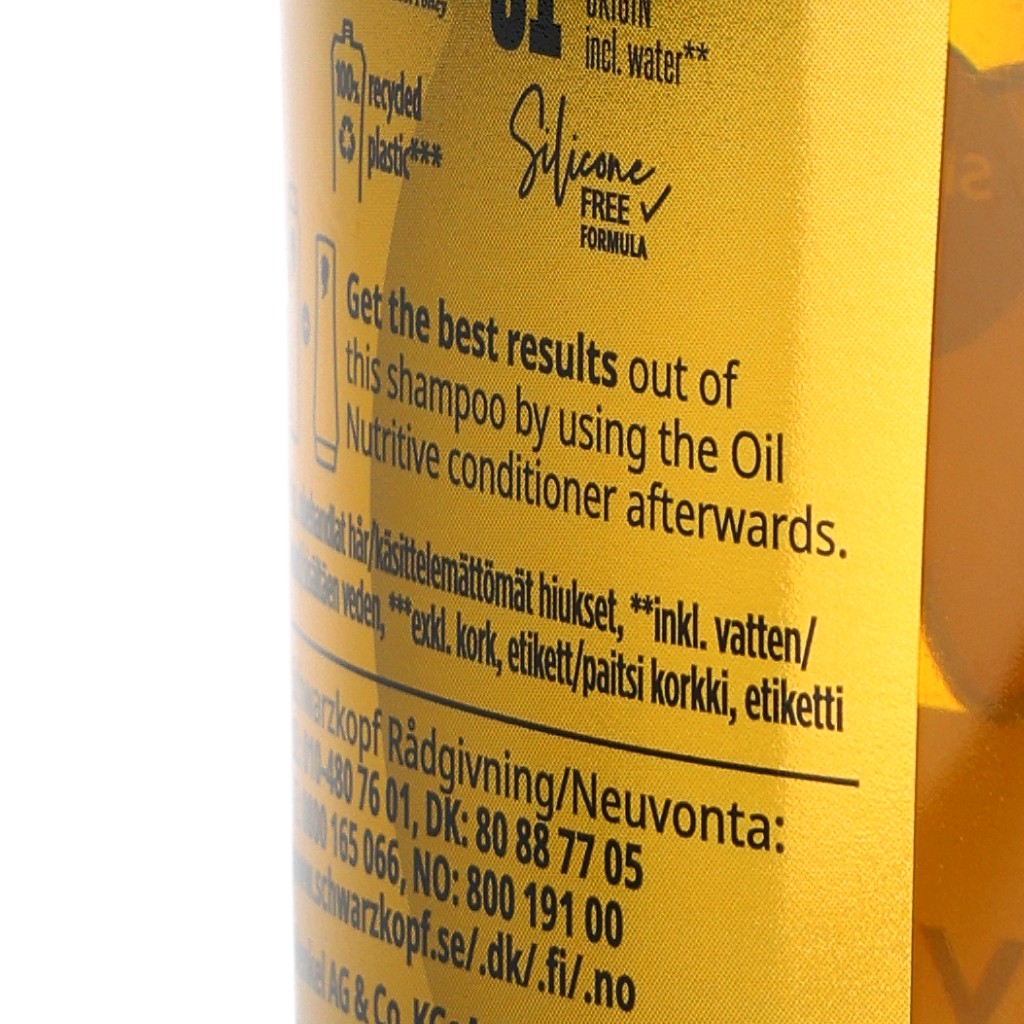 ORIGIN
incl. water**
100%
recycled
plastic***
Silicone
FREE
FORMULA
Get the best results out of
this shampoo by using the Oil
Nutritive conditioner afterwards.
hår/käsittelemättömät hiukset, **inkl. vatten/
veden, ***exkl. kork, etikett/paitsi korkki, etiketti
Rådgivning/Neuvonta:
010-480 76 01, DK: 80 88 77 05
165 066, NO: 800 191 00
.schwarzkopf.se/.dk/.fi/.no
AG & Co.